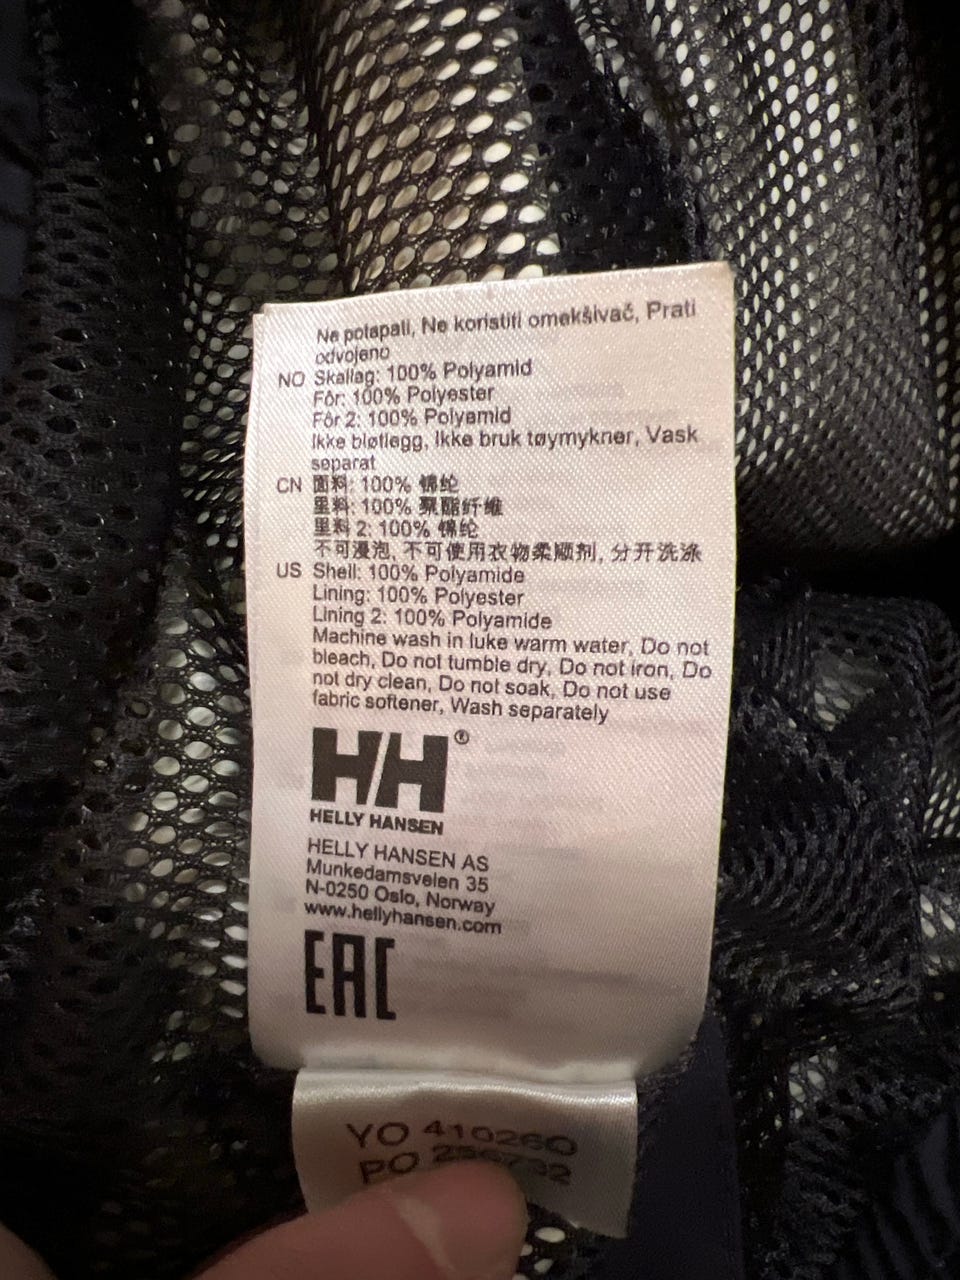 Ne potapati, Ne koristiti omekšivač, Prati
odvojeno
NO Skallag: 100% Polyamid
Fôr: 100% Polyester
Fôr 2: 100% Polyamid
Ikke bløtlegg, Ikke bruk tøymykner, Vask
separat
CN 面料: 100% 锦纶
里料: 100% 聚酯纤维
里料 2: 100% 锦纶
不可浸泡, 不可使用衣物柔顺剂, 分开洗涤
US Shell: 100% Polyamide
Lining: 100% Polyester
Lining 2: 100% Polyamide
Machine wash in luke warm water, Do not
bleach, Do not tumble dry, Do not iron, Do
not dry clean, Do not soak, Do not use
fabric softener, Wash separately
HH®
HELLY HANSEN
HELLY HANSEN AS
Munkedamsveien 35
N-0250 Oslo, Norway
www.hellyhansen.com
EAC
YO 410260
PO